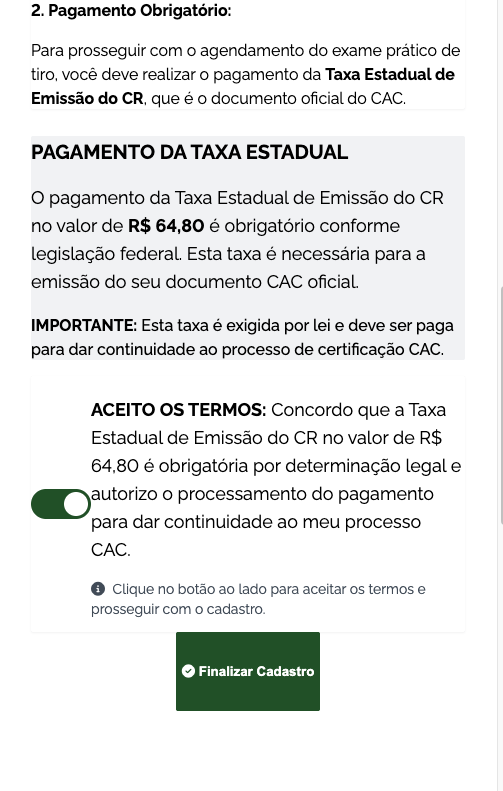 2. Pagamento Obrigatório:
Para prosseguir com o agendamento do exame prático de
tiro, você deve realizar o pagamento da Taxa Estadual de
Emissão do CR, que é o documento oficial do CAC.
PAGAMENTO DA TAXA ESTADUAL
O pagamento da Taxa Estadual de Emissão do CR
no valor de R$ 64,80 é obrigatório conforme
legislação federal. Esta taxa é necessária para a
emissão do seu documento CAC oficial.
IMPORTANTE: Esta taxa é exigida por lei e deve ser paga
para dar continuidade ao processo de certificação CAC.
ACEITO OS TERMOS: Concordo que a Taxa
Estadual de Emissão do CR no valor de R$
64,80 é obrigatória por determinação legal e
autorizo o processamento do pagamento
para dar continuidade ao meu processo
CAC.
Clique no botão ao lado para aceitar os termos e
prosseguir com o cadastro.
Finalizar Cadastro